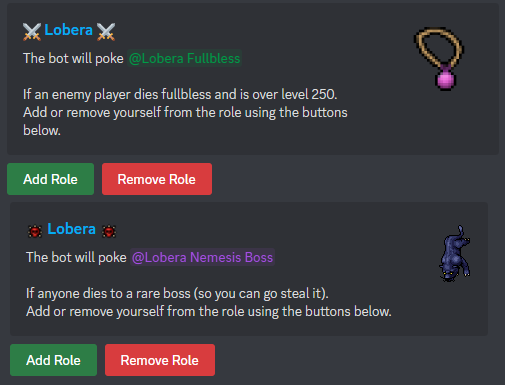 Lobera
The bot will poke @Lobera Fullbless
If an enemy player dies fullbless and is over level 250.
Add or remove yourself from the role using the buttons
below.
Add Role Remove Role
Lobera
The bot will poke @Lobera Nemesis Boss
If anyone dies to a rare boss (so you can go steal it).
Add or remove yourself from the role using the buttons below.
Add Role Remove Role